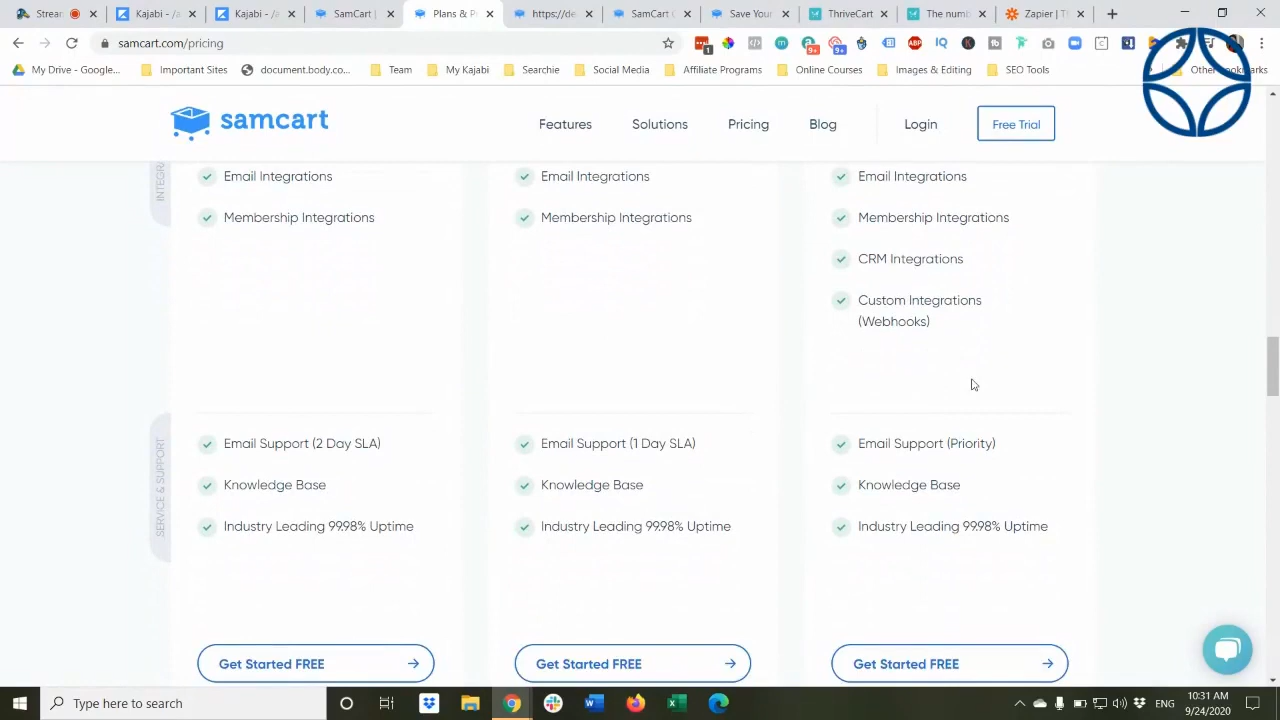 Stream
Kajabi - /
Kajabi - /
SamCart |
Plans & P
https://de
SamCart
Save Your
ThriveCart
The numb
Zapier | T
samcart.com/pricing
1
9+
9+
ABP
My Drive - Google...
Important Sites
document.body.co...
Team
My Kajabi
Senler
Social Media
Affiliate Programs
Online Courses
Images & Editing
SEO Tools
Other Bookmarks
samcart
Features
Solutions
Pricing
Blog
Login
Free Trial
Email Integrations
Email Integrations
Email Integrations
Membership Integrations
Membership Integrations
Membership Integrations
CRM Integrations
Custom Integrations
(Webhooks)
SERVICE & SUPPORT
Email Support (2 Day SLA)
Email Support (1 Day SLA)
Email Support (Priority)
Knowledge Base
Knowledge Base
Knowledge Base
Industry Leading 99.98% Uptime
Industry Leading 99.98% Uptime
Industry Leading 99.98% Uptime
Get Started FREE
Get Started FREE
Get Started FREE
Type here to search
ENG
10:31 AM
9/24/2020